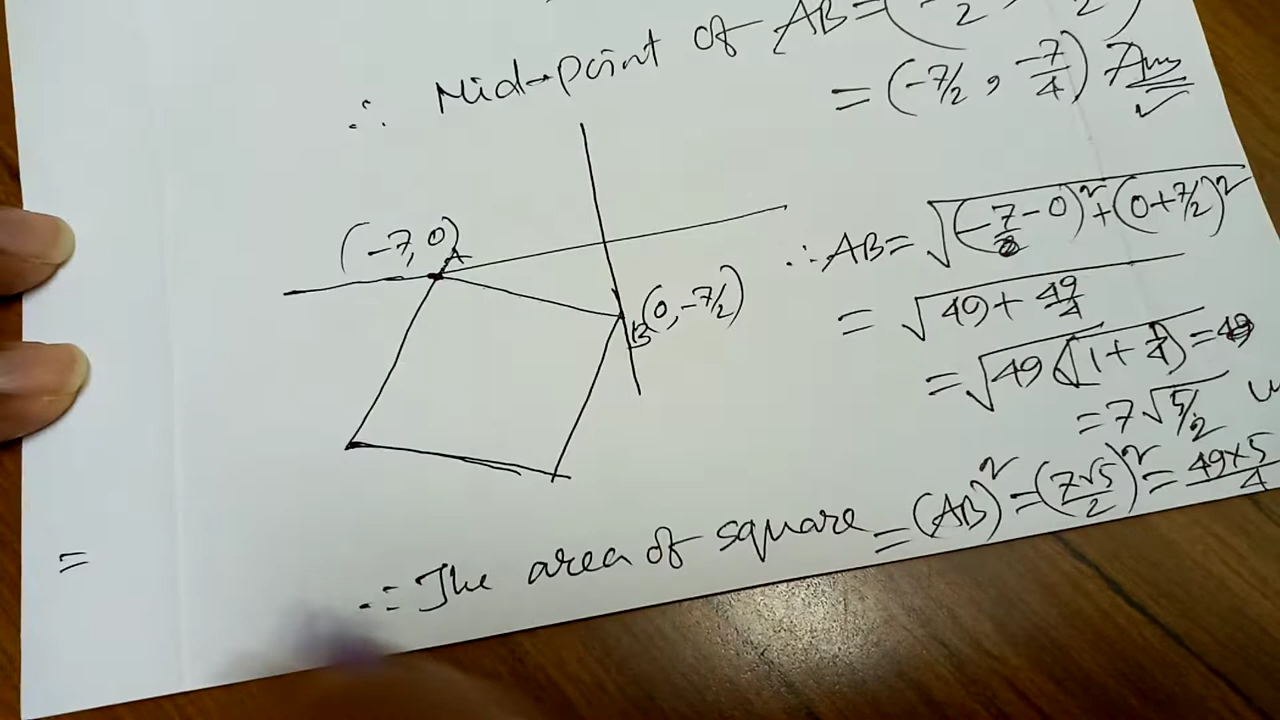 ∴ Mid-point of AB = (-7/2 ,
= (-7/2 , -7/4) Ans
(-7, 0)
A
B(0, -7/2)
∴ AB = √(-7-0)²+(0+7/2)²
= √49 + 49/4
= √49(1 + 1/4) = 49
= 7√5/2
∴ The area of square = (AB)² = (7√5/2)² = 49×5/4
=